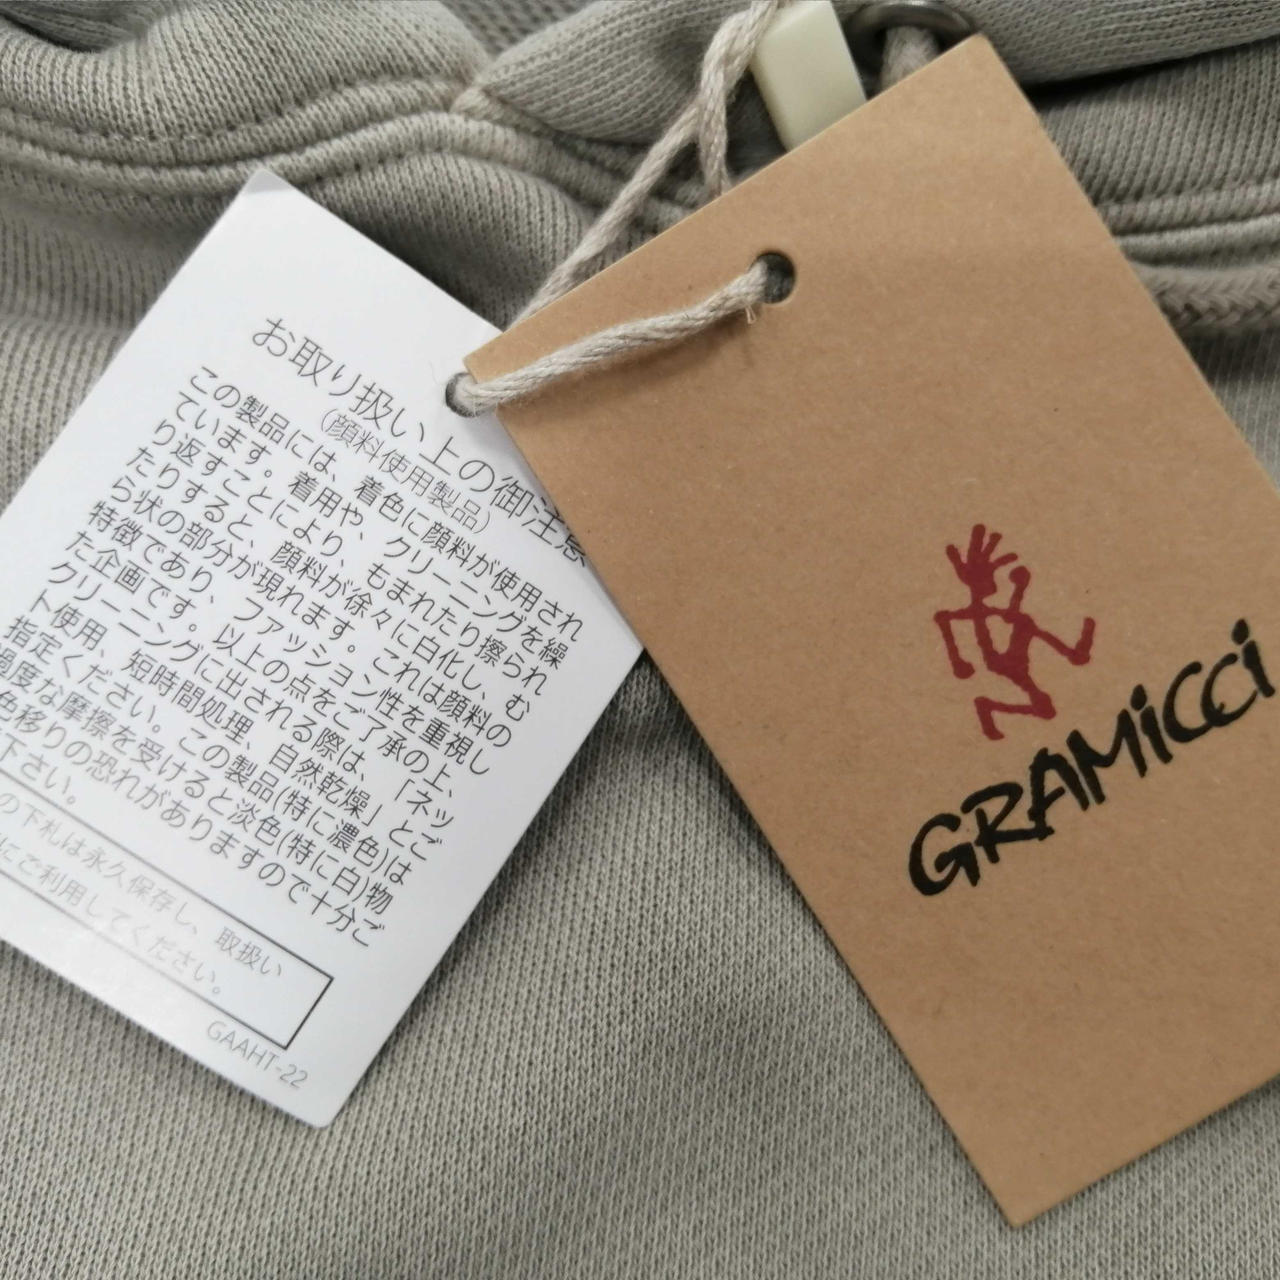 お取り扱い上の御注意
(顔料使用製品)
この製品には、着色に顔料が使用され
ています。着用や、クリーニングを繰
り返すことにより、もまれたり擦られ
たりすると、顔料が徐々に白化し、む
ら状の部分が現れます。これは顔料の
特徴であり、ファッション性を重視し
た企画です。以上の点をご了承の上、
クリーニングに出される際は、「ネッ
ト使用、短時間処理、自然乾燥」とご
指定ください。この製品(特に濃色)は
過度な摩擦を受けると淡色(特に白)物
色移りの恐れがありますので十分ご
下さい。
の下札は永久保存し、取扱い
にご利用してください。
GAAHT-22
GRAMiCCi